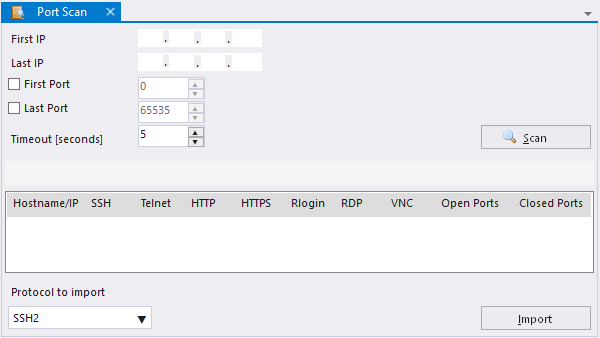 Port Scan
First IP . . .
Last IP . . .
First Port 0
Last Port 65535
Timeout [seconds] 5
Scan
Hostname/IP SSH Telnet HTTP HTTPS Rlogin RDP VNC Open Ports Closed Ports
Protocol to import
SSH2
Import